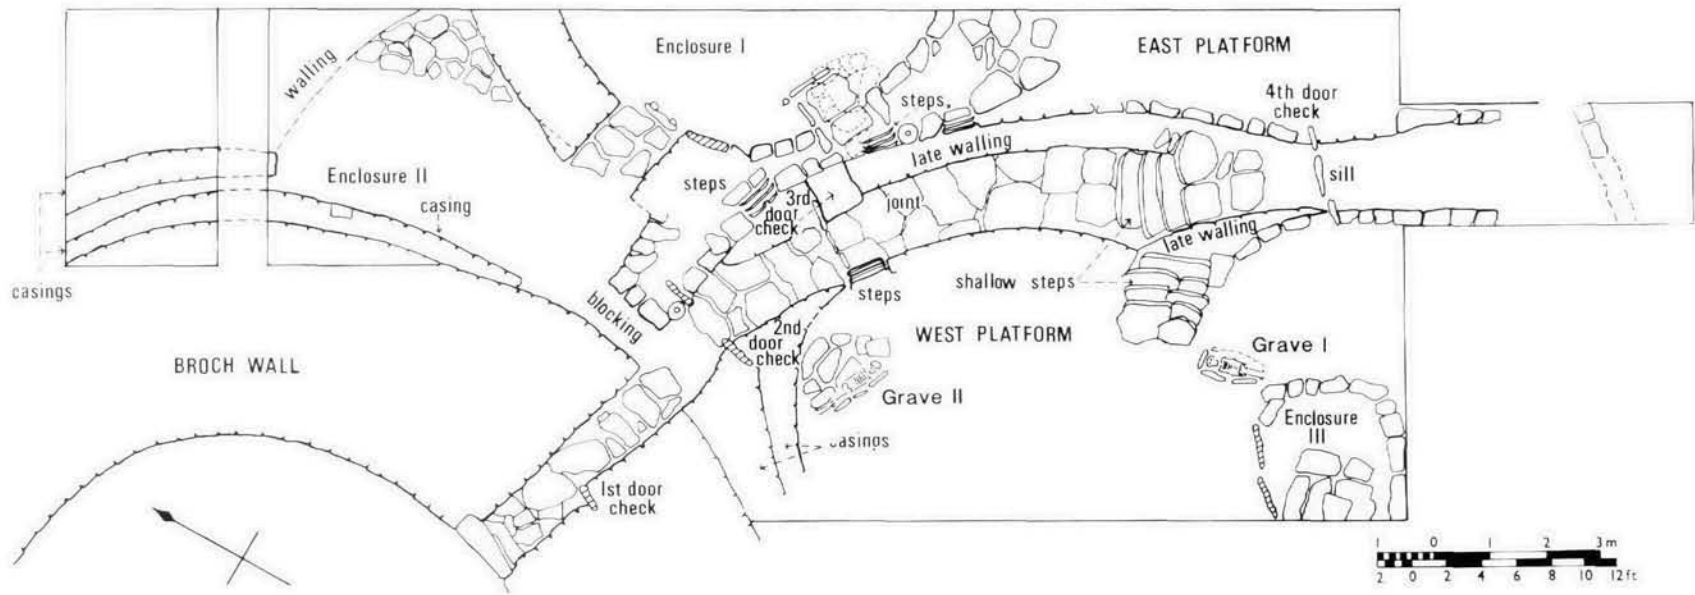 Enclosure I
EAST PLATFORM
walling
4th door
check
steps
late walling
Enclosure II
steps
sill
casing
3rd
door
check
joint
late walling
casings
shallow steps
steps
blocking
2nd
door
check
WEST PLATFORM
Grave I
BROCH WALL
Grave II
Enclosure
III
casings
1st door
check
1 0 1 2 3 m
2 0 2 4 6 8 10 12 ft